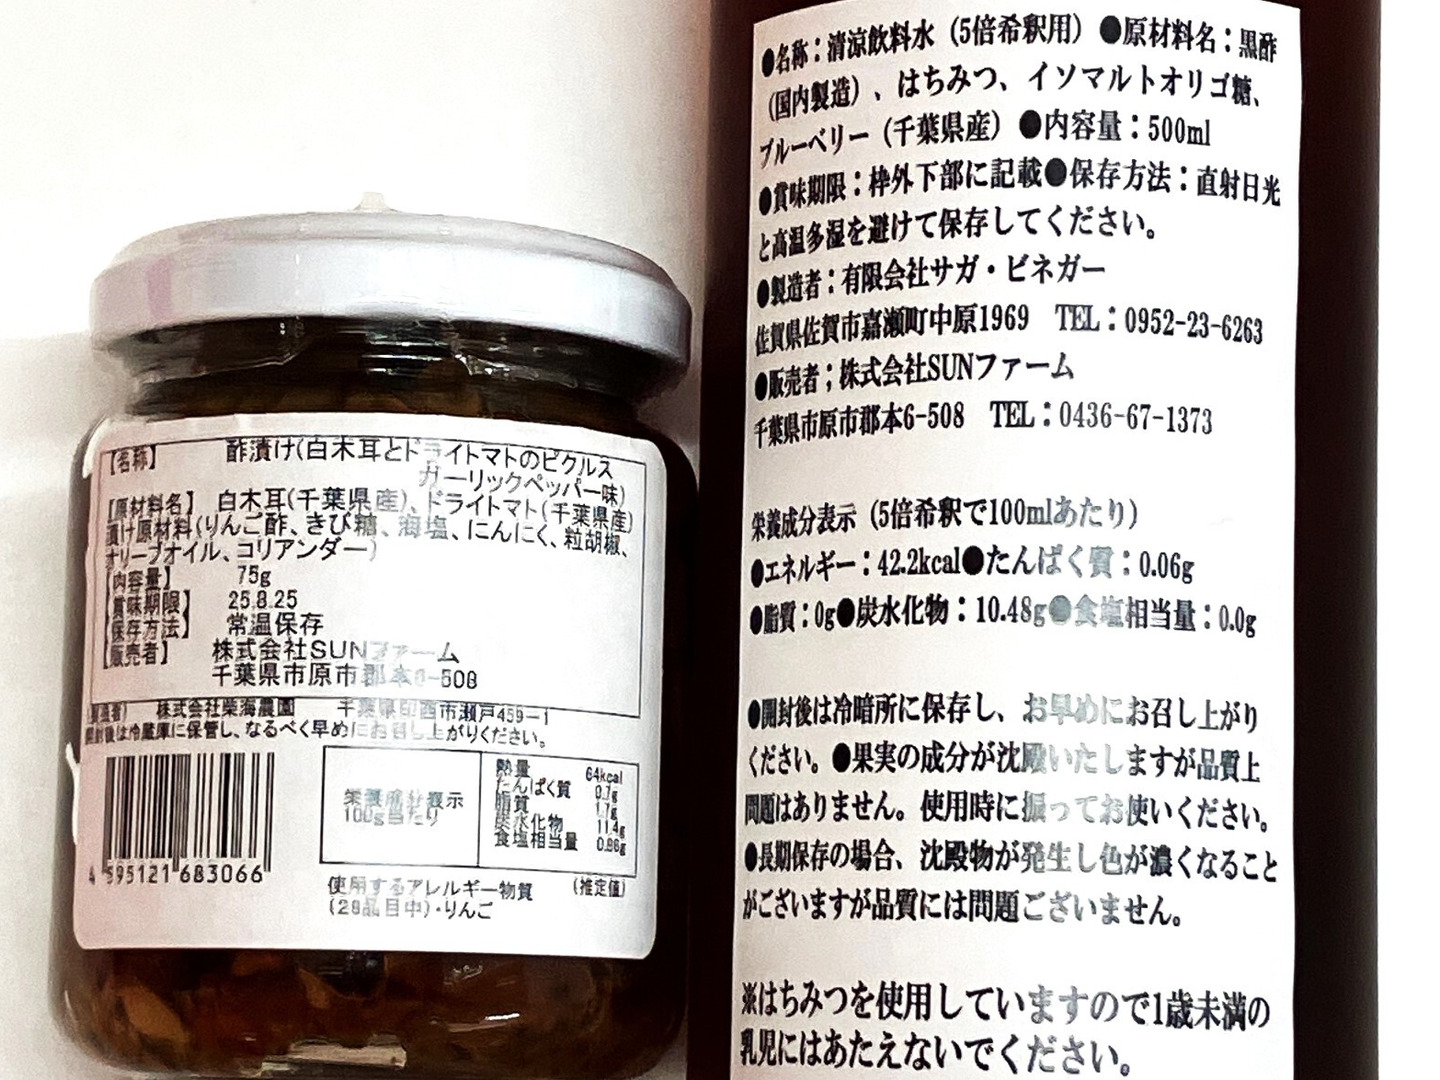 【名称】 酢漬け(白木耳とドライトマトのピクルス
ガーリックペッパー味)
【原材料名】 白木耳(千葉県産)、ドライトマト(千葉県産)
漬け原材料(りんご酢、きび糖、海塩、にんにく、粒胡椒、
オリーブオイル、コリアンダー)
【内容量】 75g
【賞味期限】 25.8.25
【保存方法】 常温保存
【販売者】 株式会社SUNファーム
千葉県市原市郡本6-508
製造者) 株式会社柴海農園 千葉県印西市瀬戸459-1
開封後は冷蔵庫に保管し、なるべく早めにお召し上がりください。
4 595121 683066
栄養成分表示
100g当たり
熱量 64kcal
たんぱく質 0.7g
脂質 1.7g
炭水化物 11.4g
食塩相当量 0.86g
使用するアレルギー物質 (推定値)
(28品目中)・りんご
●名称：清涼飲料水（5倍希釈用）●原材料名：黒酢
（国内製造）、はちみつ、イソマルトオリゴ糖、
ブルーベリー（千葉県産）●内容量：500ml
●賞味期限：枠外下部に記載●保存方法：直射日光
と高温多湿を避けて保存してください。
●製造者：有限会社サガ・ビネガー
佐賀県佐賀市嘉瀬町中原1969 TEL：0952-23-6263
●販売者；株式会社SUNファーム
千葉県市原市郡本6-508 TEL：0436-67-1373
栄養成分表示（5倍希釈で100mlあたり）
●エネルギー：42.2kcal●たんぱく質：0.06g
●脂質：0g●炭水化物：10.48g●食塩相当量：0.0g
●開封後は冷暗所に保存し、お早めにお召し上がり
ください。●果実の成分が沈殿いたしますが品質上
問題はありません。使用時に振ってお使いください。
●長期保存の場合、沈殿物が発生し色が濃くなること
がございますが品質には問題ございません。
※はちみつを使用していますので1歳未満の
乳児にはあたえないでください。